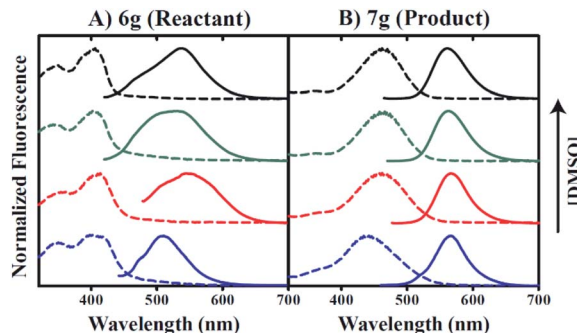 A) 6g (Reactant) B) 7g (Product)
Normalized Fluorescence
[DMSO]
400 500 600 700 400 500 600 700
Wavelength (nm) Wavelength (nm)